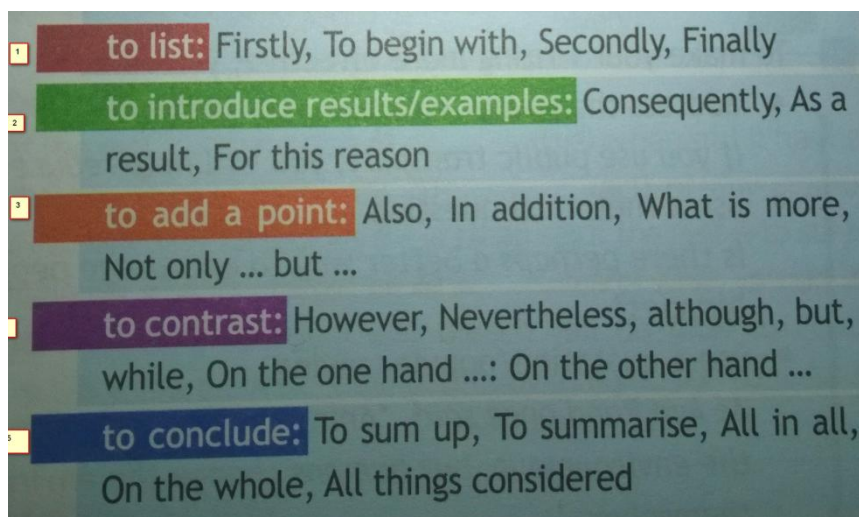 1 to list: Firstly, To begin with, Secondly, Finally
2 to introduce results/examples: Consequently, As a
result, For this reason
3 to add a point: Also, In addition, What is more,
Not only ... but ...
to contrast: However, Nevertheless, although, but,
while, On the one hand ...: On the other hand ...
5 to conclude: To sum up, To summarise, All in all,
On the whole, All things considered